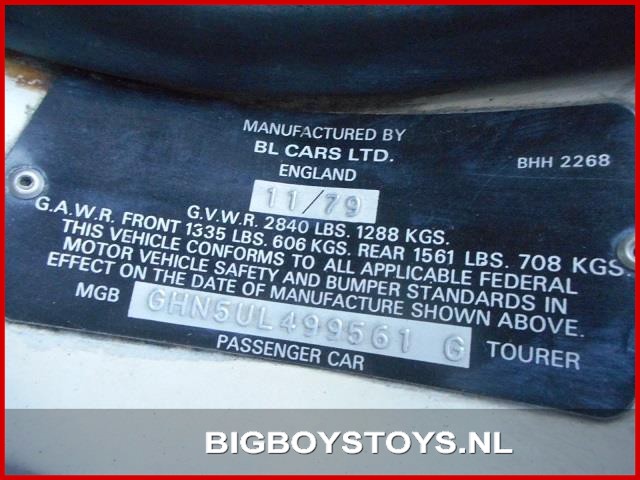 MANUFACTURED BY
BL CARS LTD.
ENGLAND
BHH 2268
11/79
G.V.W.R. 2840 LBS. 1288 KGS.
G.A.W.R. FRONT 1335 LBS. 606 KGS. REAR 1561 LBS. 708 KGS.
THIS VEHICLE CONFORMS TO ALL APPLICABLE FEDERAL
MOTOR VEHICLE SAFETY AND BUMPER STANDARDS IN
EFFECT ON THE DATE OF MANUFACTURE SHOWN ABOVE.
MGB GHN5UL499561 G TOURER
PASSENGER CAR
BIGBOYSTOYS.NL